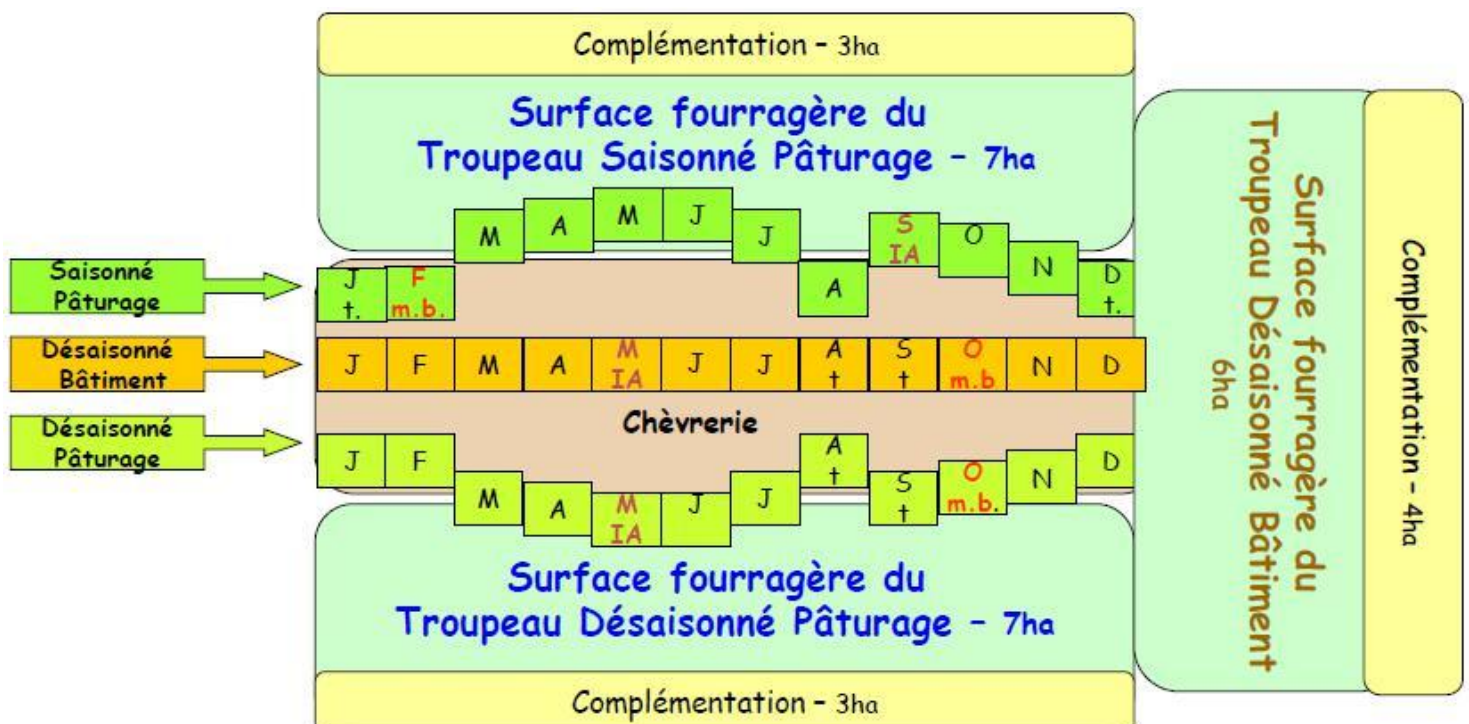 Complémentation - 3ha
Surface fourragère du
Troupeau Saisonné Pâturage - 7ha
Saisonné
Pâturage
J
t.
F
m.b.
M
A
M
J
J
A
S
IA
O
N
D
t.
Désaisonné
Bâtiment
J
F
M
A
M
IA
J
J
A
t
S
t
O
m.b
N
D
Chèvrerie
Désaisonné
Pâturage
J
F
M
A
M
IA
J
J
A
t
S
t
O
m.b.
N
D
Surface fourragère du
Troupeau Désaisonné Pâturage - 7ha
Complémentation - 3ha
Surface fourragère du
Troupeau Désaisonné Bâtiment
6ha
Complémentation - 4ha